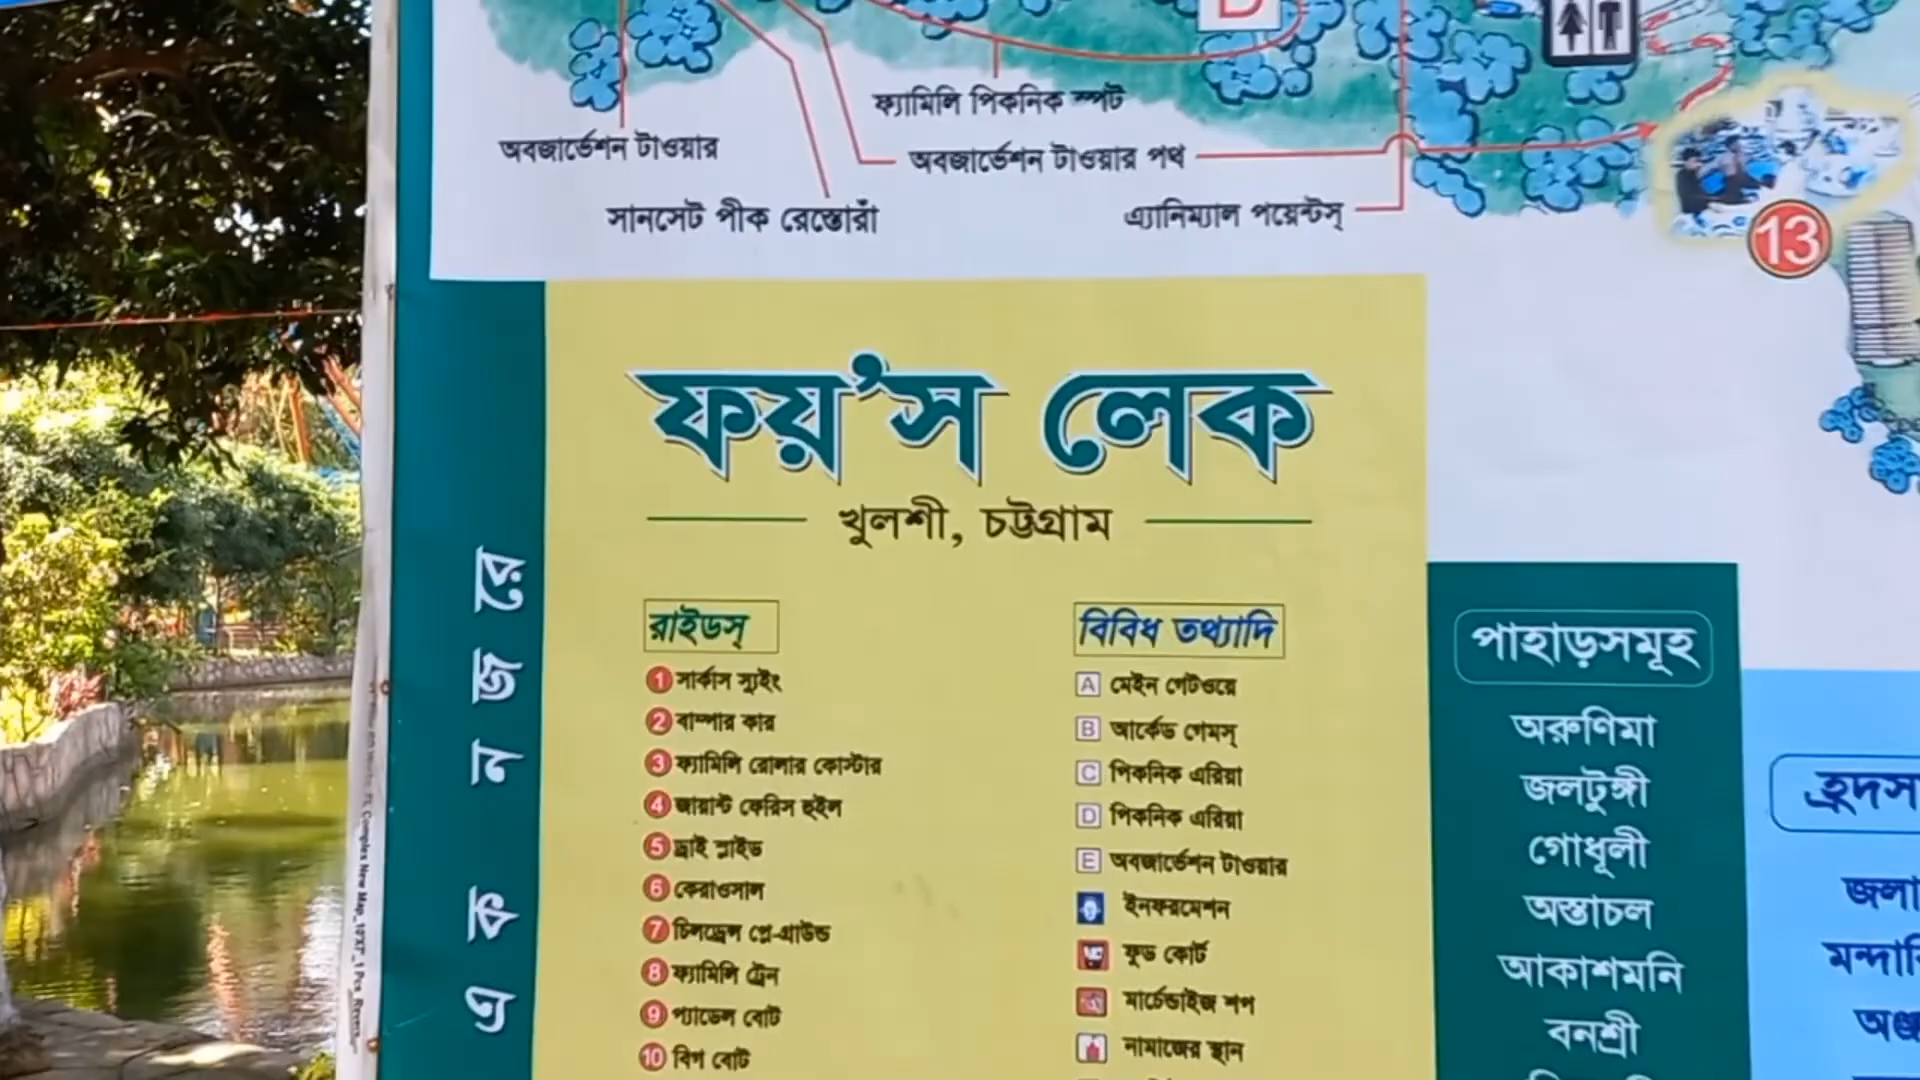 D
ফ্যামিলি পিকনিক স্পট
অবজার্ভেশন টাওয়ার
অবজার্ভেশন টাওয়ার পথ
সানসেট পীক রেস্তোরাঁ
এ্যানিম্যাল পয়েন্টস্
13
ফয়'স লেক
খুলশী, চট্টগ্রাম
এক নজরে
রাইডস্
1 সার্কাস স্যুইং
2 বাম্পার কার
3 ফ্যামিলি রোলার কোস্টার
4 জায়ান্ট ফেরিস হুইল
5 ড্রাই স্লাইড
6 কেরাওসাল
7 চিলড্রেন্স প্লে-গ্রাউন্ড
8 ফ্যামিলি ট্রেন
9 প্যাডেল বোট
10 বিগ বোট
বিবিধ তথ্যাদি
A মেইন গেটওয়ে
B আর্কেড গেমস্
C পিকনিক এরিয়া
D পিকনিক এরিয়া
E অবজার্ভেশন টাওয়ার
ইনফরমেশন
ফুড কোর্ট
মার্চেন্ডাইজ শপ
নামাজের স্থান
পাহাড়সমূহ
অরুণিমা
জলটুঙ্গী
গোধূলী
অস্তাচল
আকাশমনি
বনশ্রী